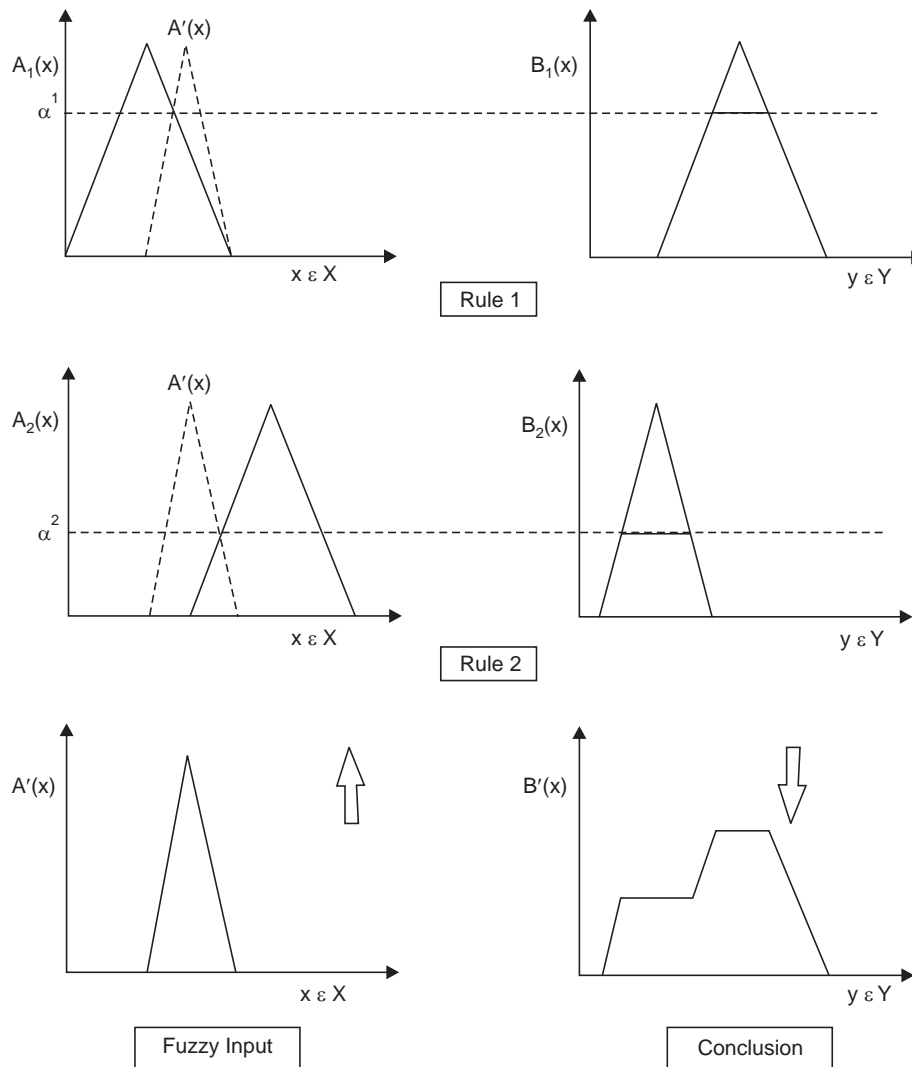 A′(x)
A₁(x)
B₁(x)
α¹
x ε X
y ε Y
Rule 1
A′(x)
A₂(x)
B₂(x)
α²
x ε X
y ε Y
Rule 2
A′(x)
B′(x)
x ε X
y ε Y
Fuzzy Input
Conclusion